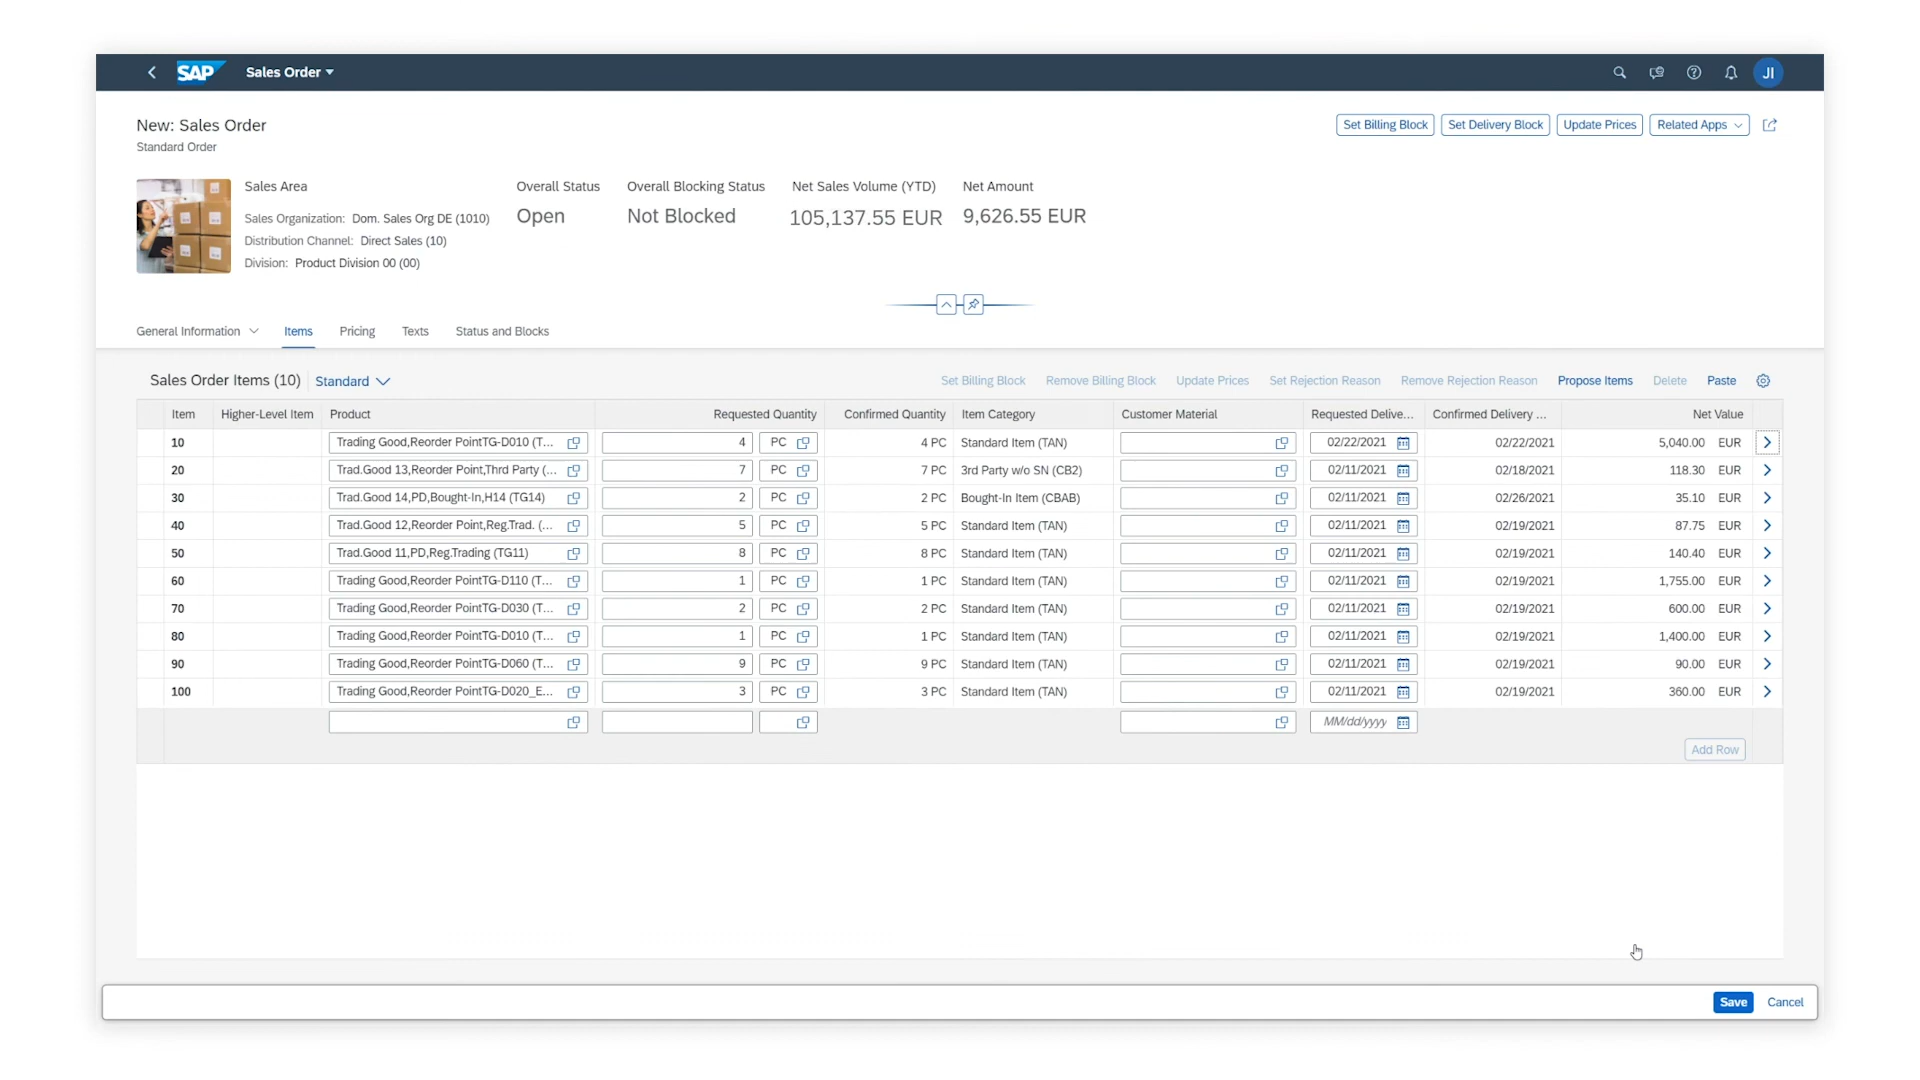 SAP Sales Order JI
New: Sales Order
Set Billing Block Set Delivery Block Update Prices Related Apps
Standard Order
Sales Area Overall Status Overall Blocking Status Net Sales Volume (YTD) Net Amount
Sales Organization: Dom. Sales Org DE (1010) Open Not Blocked 105,137.55 EUR 9,626.55 EUR
Distribution Channel: Direct Sales (10)
Division: Product Division 00 (00)
General Information Items Pricing Texts Status and Blocks
Sales Order Items (10) Standard Set Billing Block Remove Billing Block Update Prices Set Rejection Reason Remove Rejection Reason Propose Items Delete Paste
Item Higher-Level Item Product Requested Quantity Confirmed Quantity Item Category Customer Material Requested Delive... Confirmed Delivery ... Net Value
10 Trading Good,Reorder PointTG-D010 (T... 4 PC 4 PC Standard Item (TAN) 02/22/2021 02/22/2021 5,040.00 EUR
20 Trad.Good 13,Reorder Point,Thrd Party (... 7 PC 7 PC 3rd Party w/o SN (CB2) 02/11/2021 02/18/2021 118.30 EUR
30 Trad.Good 14,PD,Bought-In,H14 (TG14) 2 PC 2 PC Bought-In Item (CBAB) 02/11/2021 02/26/2021 35.10 EUR
40 Trad.Good 12,Reorder Point,Reg.Trad. (... 5 PC 5 PC Standard Item (TAN) 02/11/2021 02/19/2021 87.75 EUR
50 Trad.Good 11,PD,Reg.Trading (TG11) 8 PC 8 PC Standard Item (TAN) 02/11/2021 02/19/2021 140.40 EUR
60 Trading Good,Reorder PointTG-D110 (T... 1 PC 1 PC Standard Item (TAN) 02/11/2021 02/19/2021 1,755.00 EUR
70 Trading Good,Reorder PointTG-D030 (T... 2 PC 2 PC Standard Item (TAN) 02/11/2021 02/19/2021 600.00 EUR
80 Trading Good,Reorder PointTG-D010 (T... 1 PC 1 PC Standard Item (TAN) 02/11/2021 02/19/2021 1,400.00 EUR
90 Trading Good,Reorder PointTG-D060 (T... 9 PC 9 PC Standard Item (TAN) 02/11/2021 02/19/2021 90.00 EUR
100 Trading Good,Reorder PointTG-D020_E... 3 PC 3 PC Standard Item (TAN) 02/11/2021 02/19/2021 360.00 EUR
MM/dd/yyyy
Add Row
Save Cancel